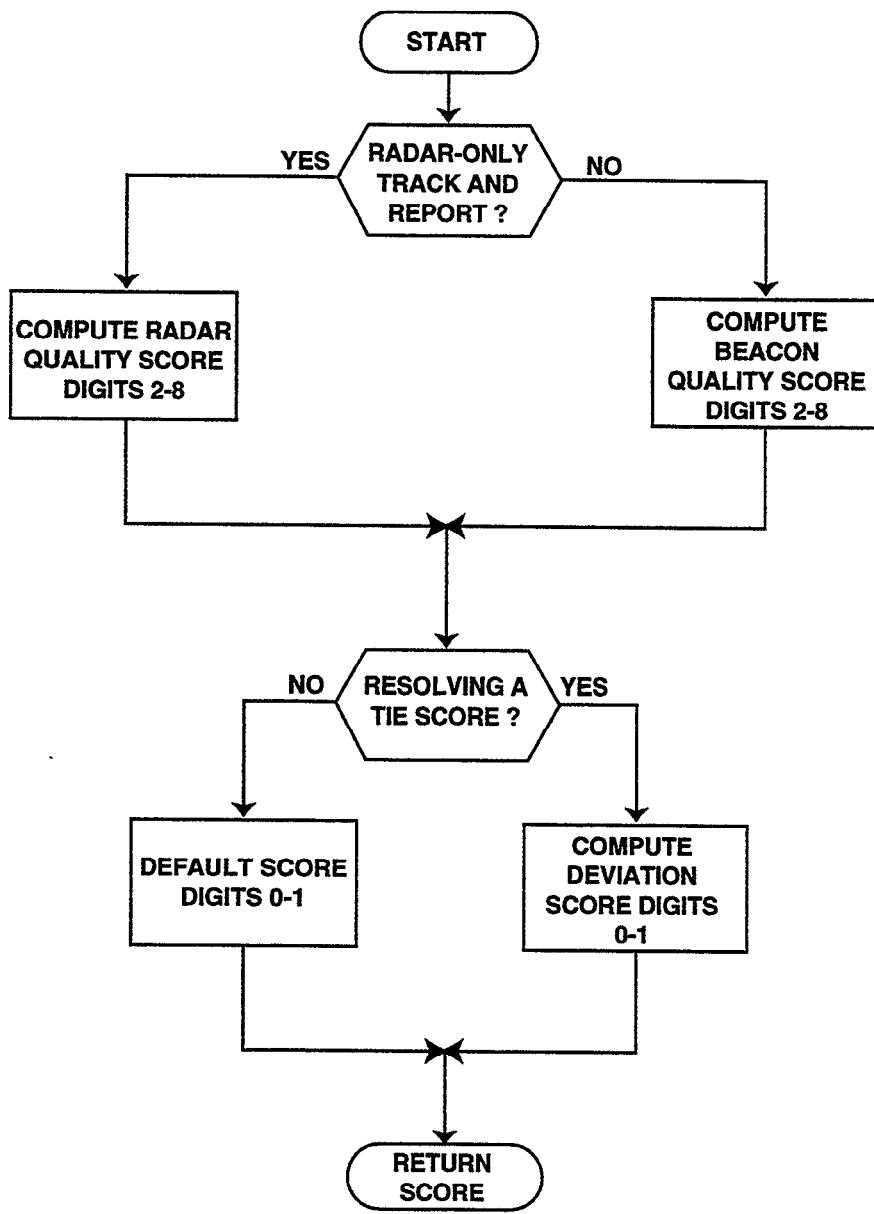 START
YES
RADAR-ONLY
TRACK AND
REPORT ?
NO
COMPUTE RADAR
QUALITY SCORE
DIGITS 2-8
COMPUTE
BEACON
QUALITY SCORE
DIGITS 2-8
NO
RESOLVING A
TIE SCORE ?
YES
DEFAULT SCORE
DIGITS 0-1
COMPUTE
DEVIATION
SCORE DIGITS
0-1
RETURN
SCORE